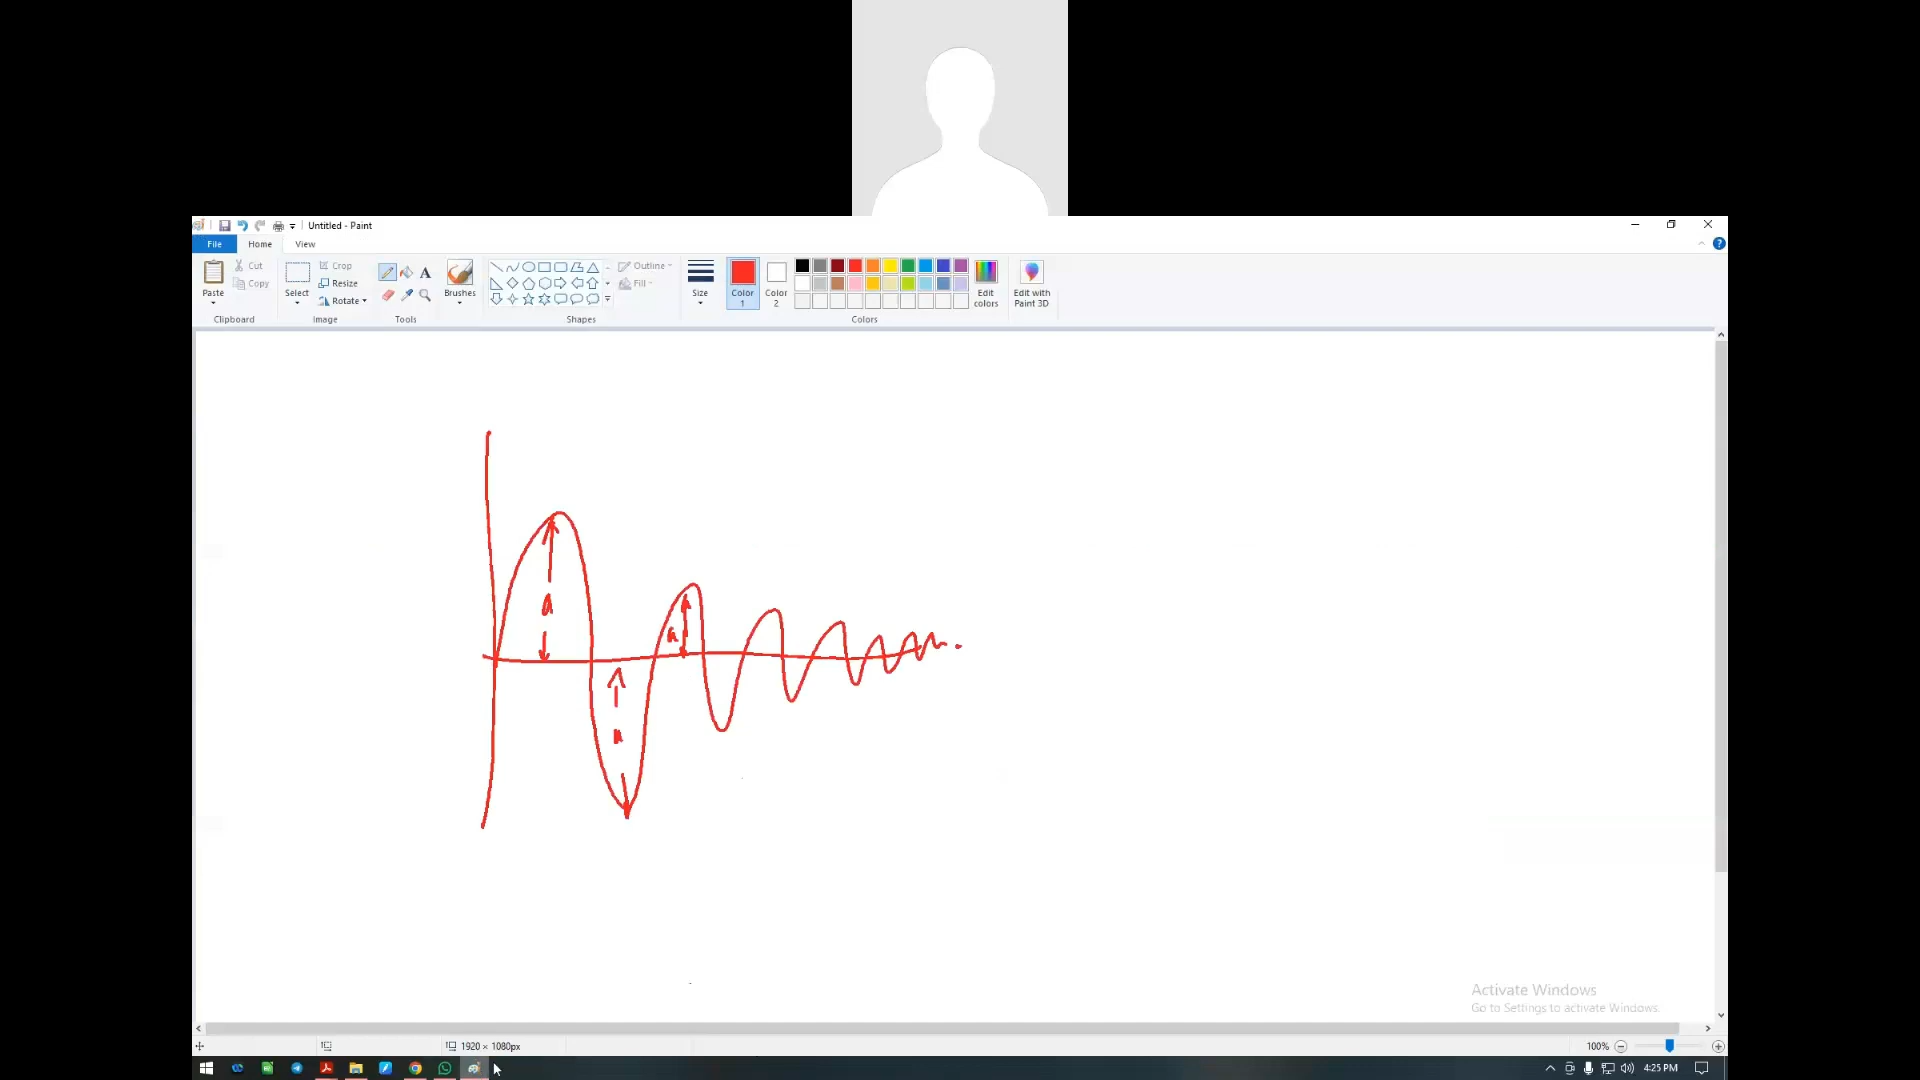 Untitled - Paint
File Home View
Paste Cut Copy Select Crop Resize Rotate Brushes Outline Fill Size Color 1 Color 2 Edit colors Edit with Paint 3D
Clipboard Image Tools Shapes Colors
a
a
Activate Windows
Go to Settings to activate Windows.
1920 × 1080px 100%
4:25 PM